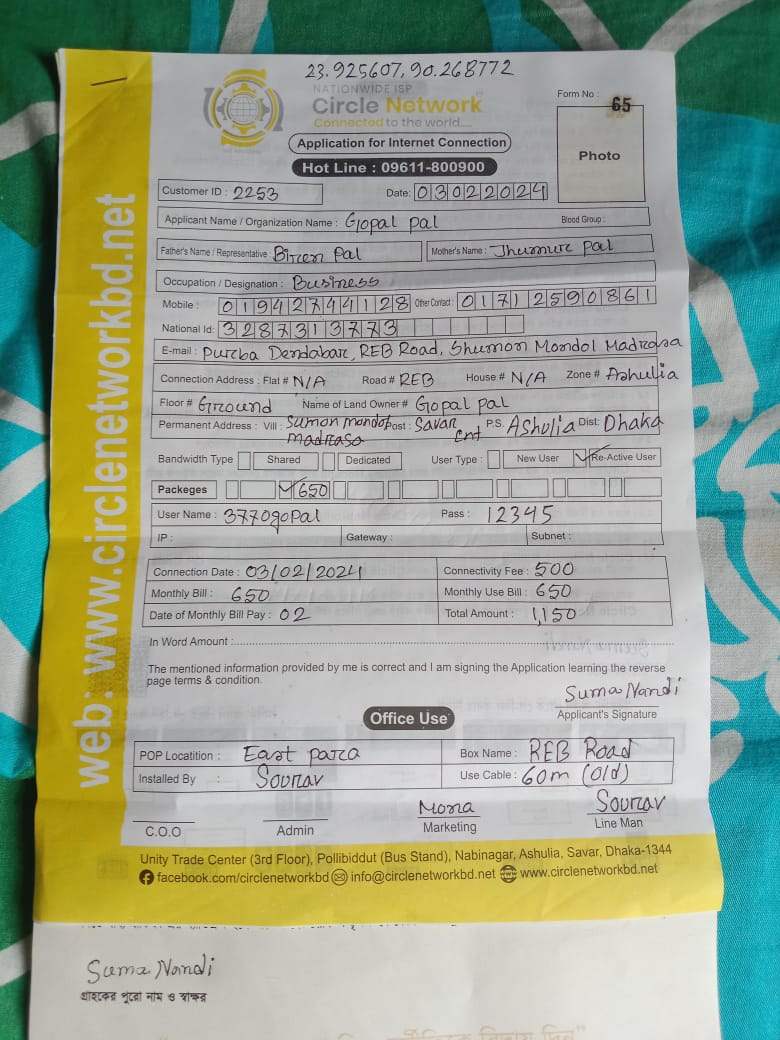 23.925607, 90.268772
NATIONWIDE ISP
Circle Network
Connected to the world....
Form No : 65
Application for Internet Connection
Photo
Hot Line : 09611-800900
Customer ID : 2253 Date: 03022024
Applicant Name / Organization Name : Gopal pal Blood Group :
Father's Name / Representative : Biren Pal Mother's Name : Jhumur pal
Occupation / Designation : Business
Mobile : 01942744128 Other Contact : 01712590861
National Id: 3287313773
E-mail : Purba Dendabar, REB Road, Shumon Mondol Madrasa
Connection Address : Flat # N/A Road # REB House # N/A Zone # Ashulia
Floor # Ground Name of Land Owner # Gopal pal
Permanent Address : Vill : Suman mondol madrasa Post : Savar Cnt P.S. Ashulia Dist: Dhaka
Bandwidth Type Shared Dedicated User Type : New User Re-Active User
Packeges 650
User Name : 3770gopal Pass : 12345
IP : Gateway : Subnet :
Connection Date : 03/02/2024 Connectivity Fee : 500
Monthly Bill : 650 Monthly Use Bill : 650
Date of Monthly Bill Pay : 02 Total Amount : 1,150
In Word Amount :
The mentioned information provided by me is correct and I am signing the Application learning the reverse
page terms & condition.
Suma Nandi
Applicant's Signature
Office Use
POP Locatition : East para Box Name : REB Road
Installed By : Sourav Use Cable : 60m (old)
Mona Sourav
C.O.O Admin Marketing Line Man
Unity Trade Center (3rd Floor), Pollibiddut (Bus Stand), Nabinagar, Ashulia, Savar, Dhaka-1344
facebook.com/circlenetworkbd info@circlenetworkbd.net www.circlenetworkbd.net
web: www.circlenetworkbd.net
Suma Nandi
গ্রাহকের পুরো নাম ও স্বাক্ষর